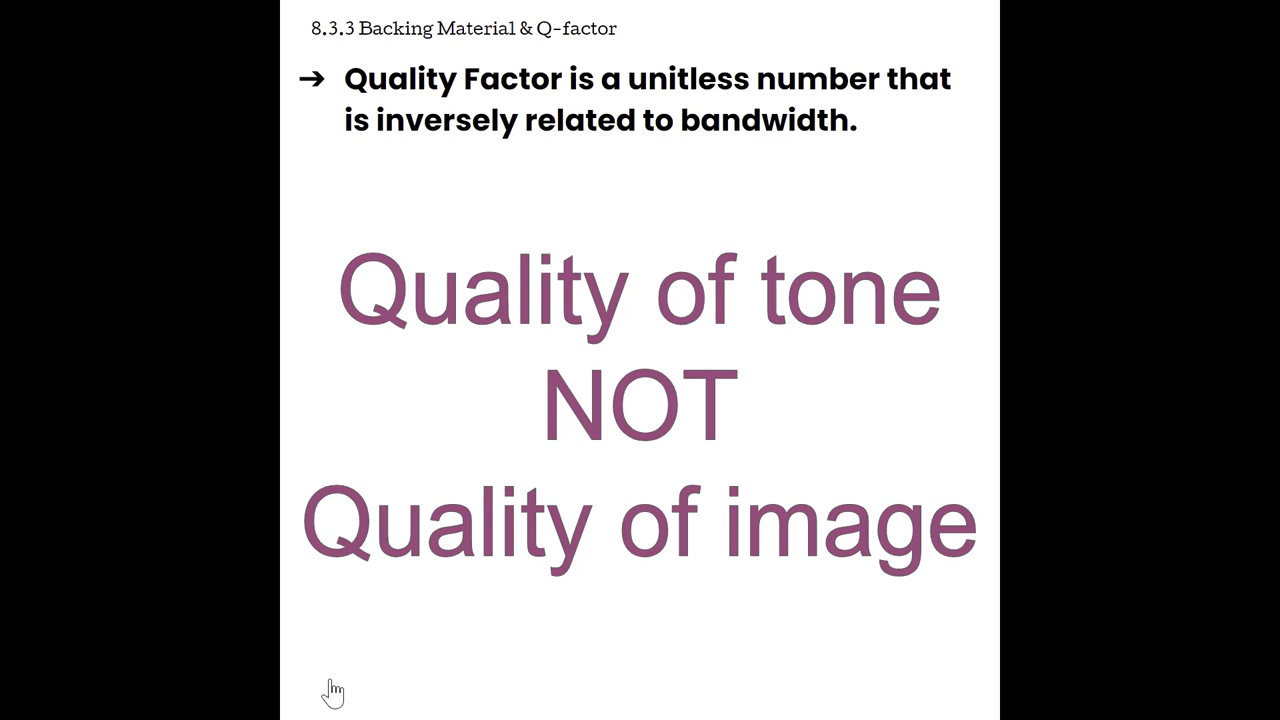 8.3.3 Backing Material & Q-factor
➔ Quality Factor is a unitless number that
is inversely related to bandwidth.
Quality of tone
NOT
Quality of image